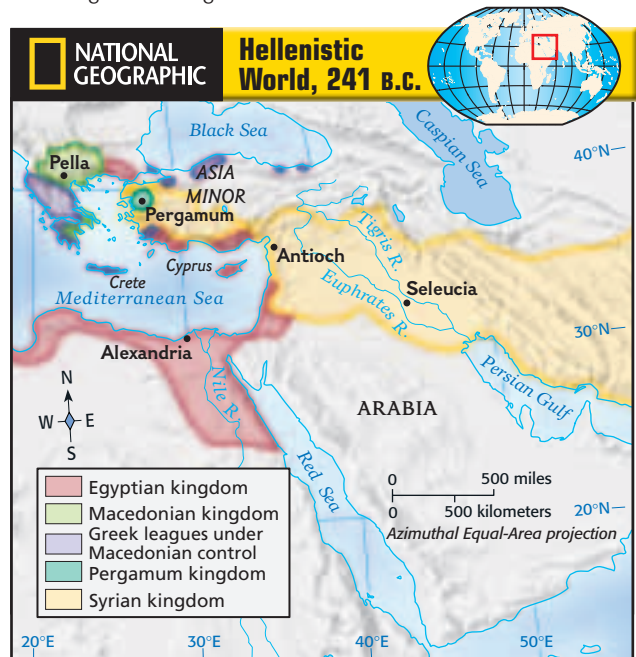 NATIONAL
GEOGRAPHIC
Hellenistic
World, 241 B.C.
Black Sea
Caspian Sea
40°N
Pella
ASIA
MINOR
Pergamum
Tigris R.
Antioch
Cyprus
Crete
Mediterranean Sea
Euphrates R.
Seleucia
30°N
Alexandria
Nile R.
Persian Gulf
N
W E
S
ARABIA
Red Sea
0 500 miles
0 500 kilometers
Azimuthal Equal-Area projection
20°N
Egyptian kingdom
Macedonian kingdom
Greek leagues under
Macedonian control
Pergamum kingdom
Syrian kingdom
20°E 30°E 40°E 50°E